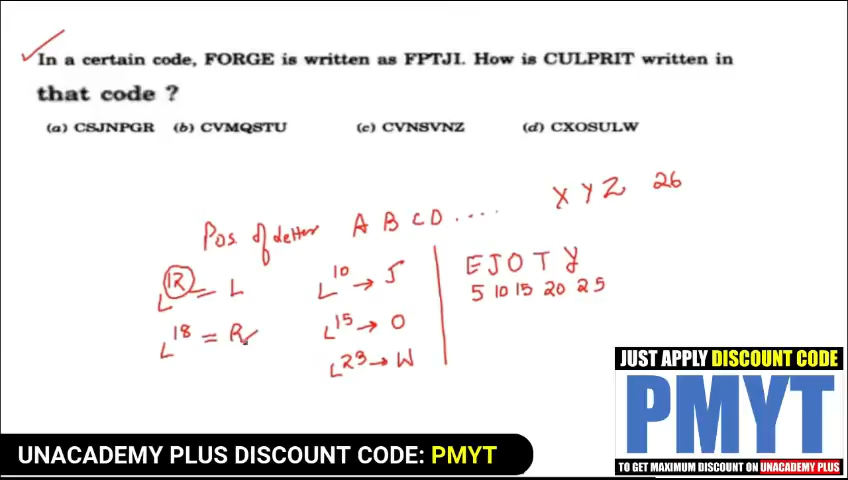 In a certain code, FORGE is written as FPTJI. How is CULPRIT written in
that code ?
(a) CSJNPGR (b) CVMQSTU (c) CVNSVNZ (d) CXOSULW
X Y Z 26
Pos. of letter A B C D ....
L12 = L L10 → J E J O T Y
5 10 15 20 25
L18 = R L15 → O
L23 → W
JUST APPLY DISCOUNT CODE
PMYT
TO GET MAXIMUM DISCOUNT ON UNACADEMY PLUS
UNACADEMY PLUS DISCOUNT CODE: PMYT